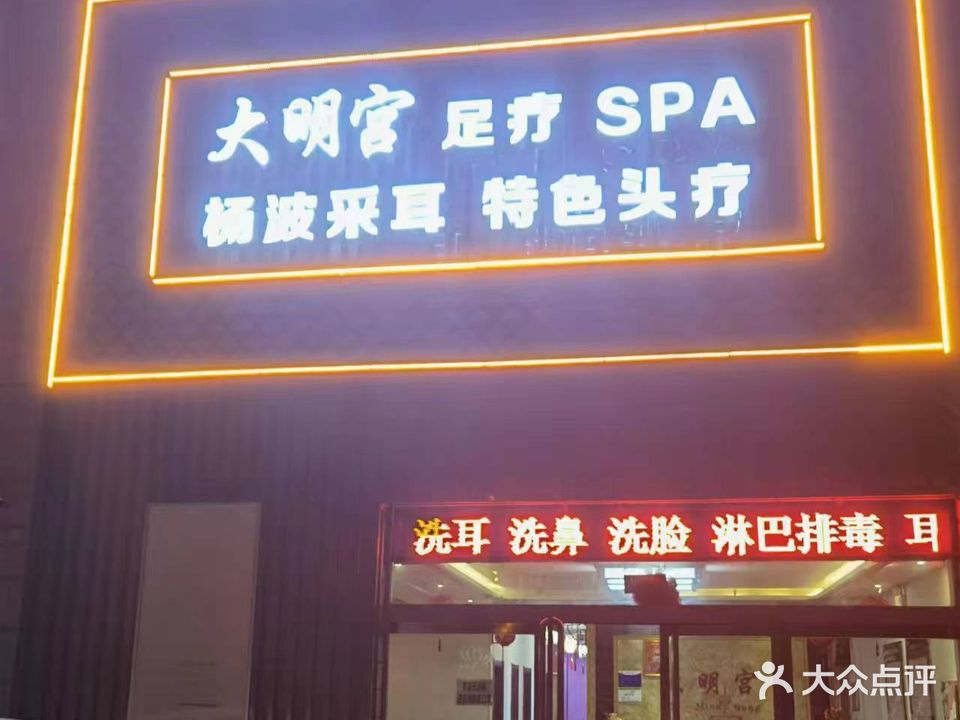 大明宫 足疗 SPA
杨波采耳 特色头疗
洗耳 洗鼻 洗脸 淋巴排毒 耳
大明宫
大众点评